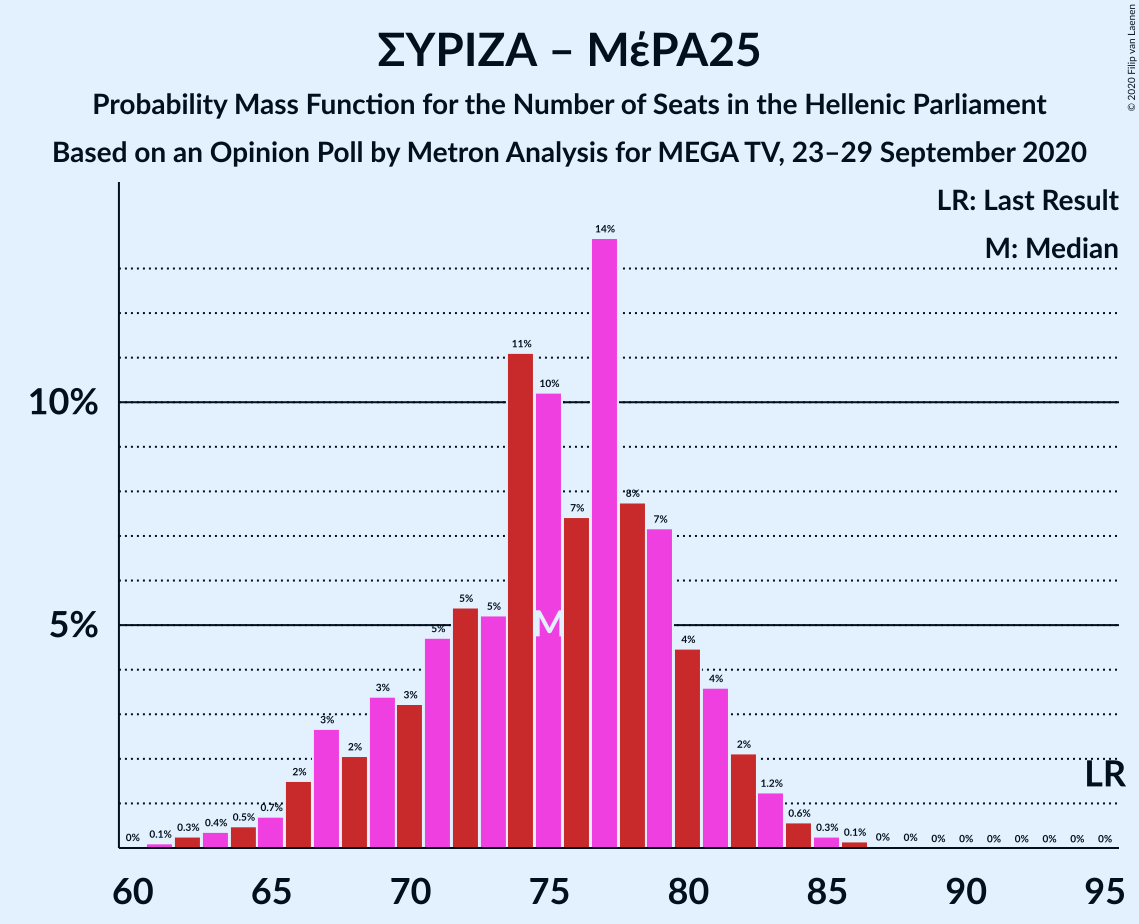 ΣΥΡΙΖΑ – ΜέΡΑ25
Probability Mass Function for the Number of Seats in the Hellenic Parliament
Based on an Opinion Poll by Metron Analysis for MEGA TV, 23–29 September 2020
© 2020 Filip van Laenen
LR: Last Result
M: Median
14%
11%
10%
10%
8%
7%
7%
5%
5%
5%
5%
M
4%
4%
3%
3%
3%
2%
2%
2%
LR
1.2%
0.7%
0.6%
0.5%
0.4%
0.3%
0.3%
0.1%
0.1%
0%
0% 0% 0% 0% 0% 0% 0% 0% 0%
60 65 70 75 80 85 90 95